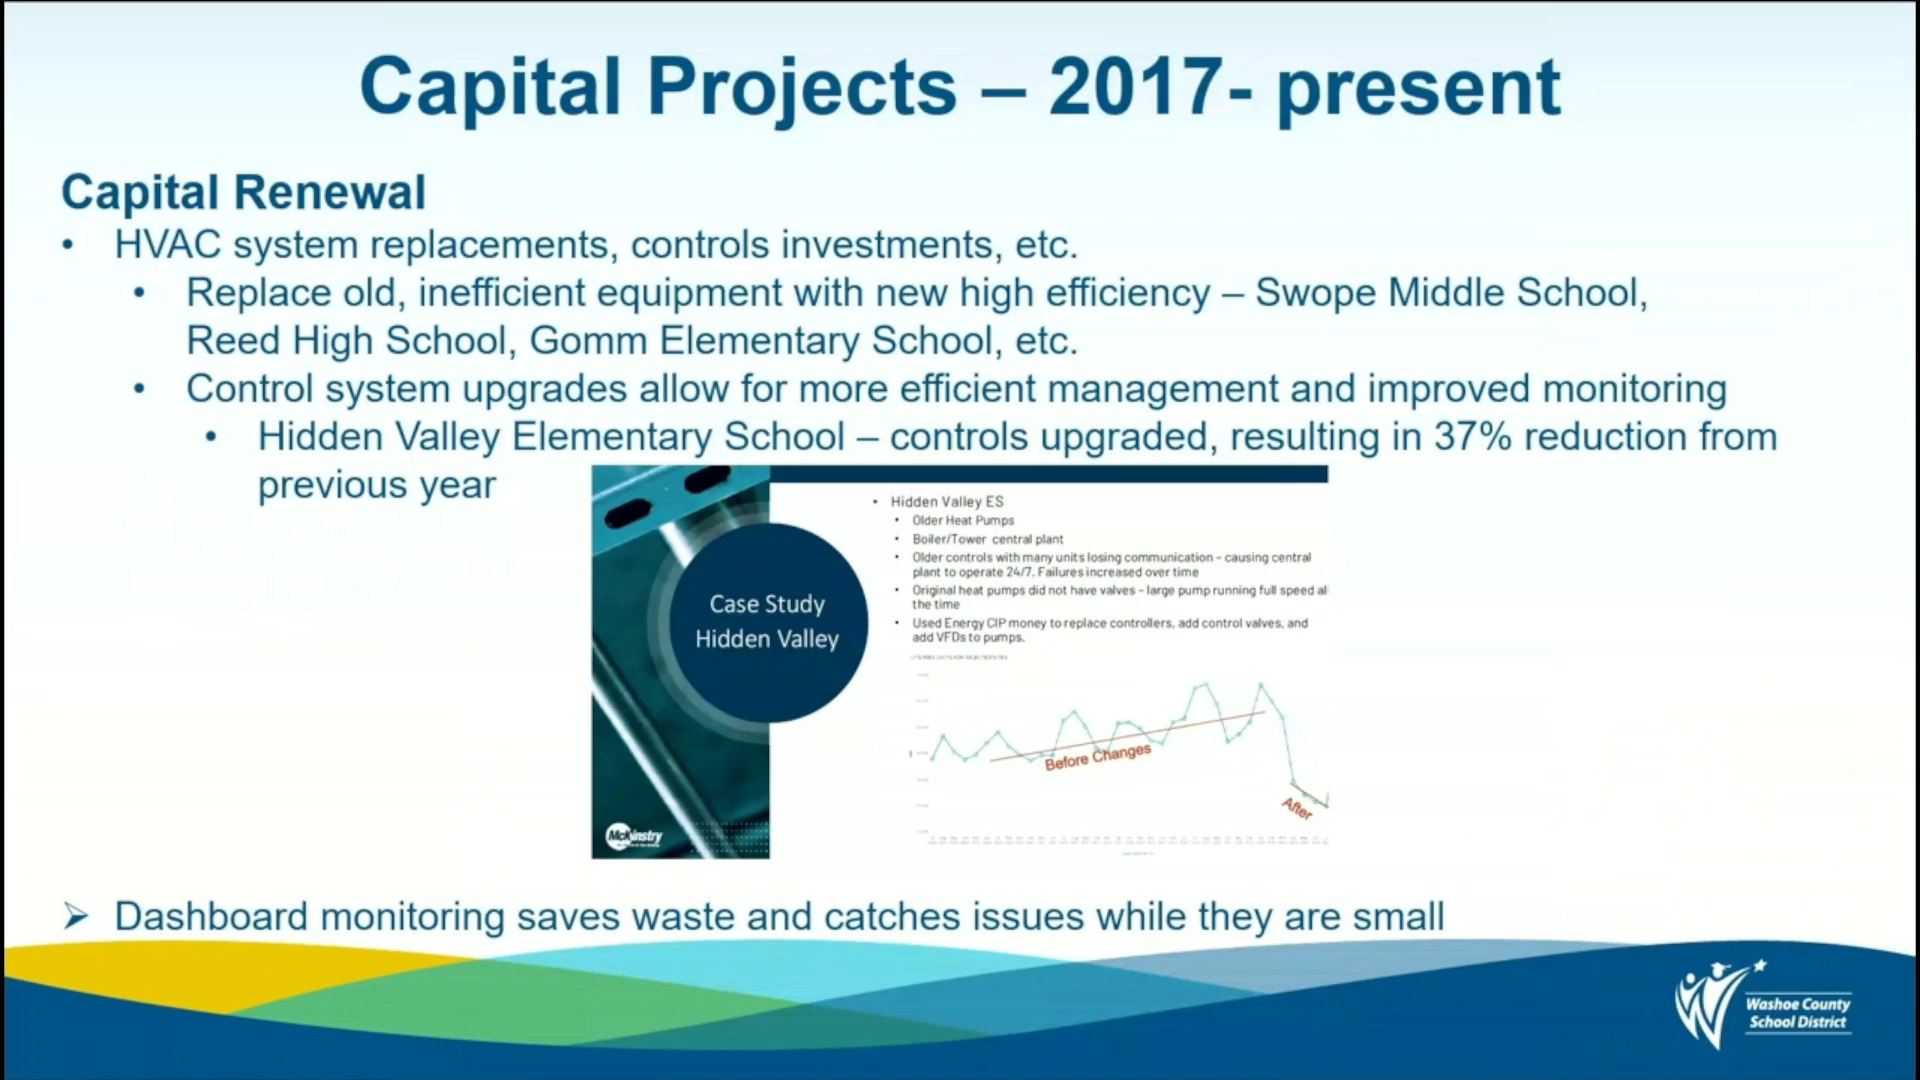 Capital Projects – 2017- present
Capital Renewal
• HVAC system replacements, controls investments, etc.
• Replace old, inefficient equipment with new high efficiency – Swope Middle School,
Reed High School, Gomm Elementary School, etc.
• Control system upgrades allow for more efficient management and improved monitoring
• Hidden Valley Elementary School – controls upgraded, resulting in 37% reduction from
previous year
Case Study
Hidden Valley
McKinstry
• Hidden Valley ES
• Older Heat Pumps
• Boiler/Tower central plant
• Older controls with many units losing communication – causing central
plant to operate 24/7. Failures increased over time
• Original heat pumps did not have valves – large pump running full speed al
the time
• Used Energy CIP money to replace controllers, add control valves, and
add VFDs to pumps.
Before Changes
After
➢ Dashboard monitoring saves waste and catches issues while they are small
Washoe County
School District